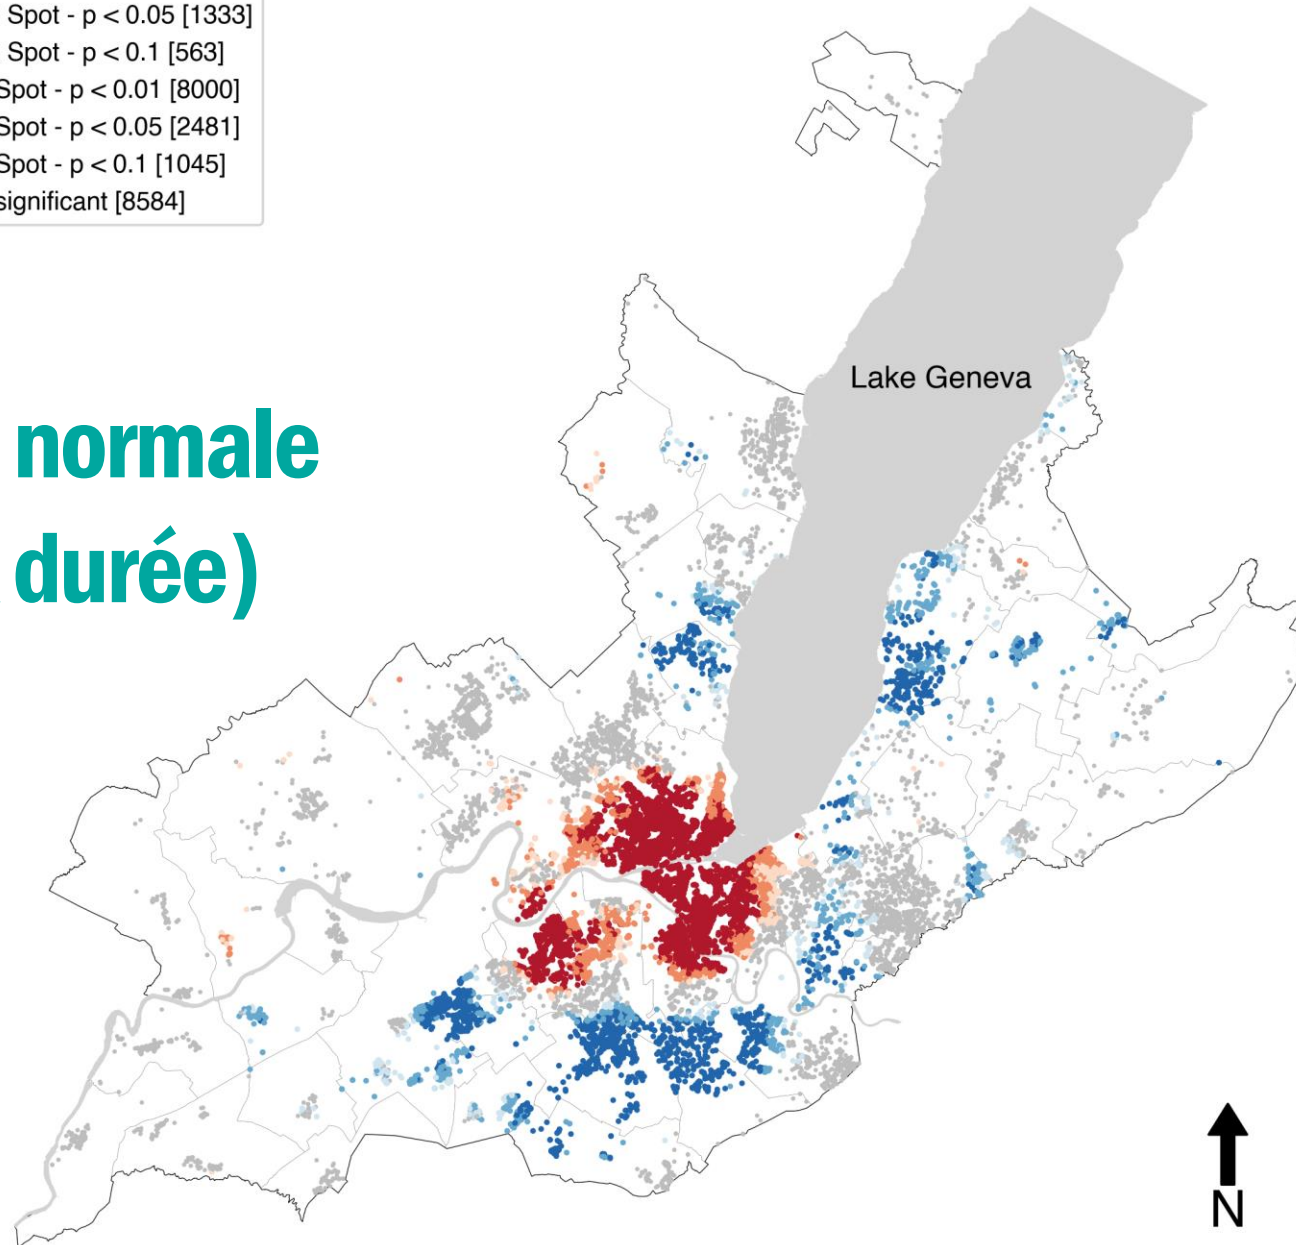 Spot - p < 0.05 [1333]
Spot - p < 0.1 [563]
Spot - p < 0.01 [8000]
Spot - p < 0.05 [2481]
Spot - p < 0.1 [1045]
significant [8584]
normale
durée)
Lake Geneva
N